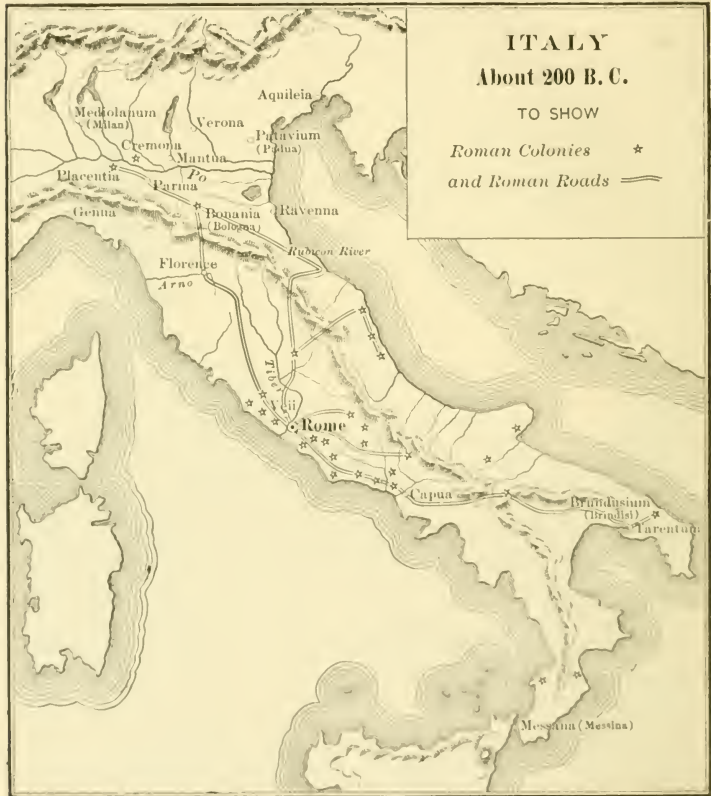 ITALY
About 200 B. C.
TO SHOW
Roman Colonies
and Roman Roads
Aquileia
Mediolanum
(Milan)
Verona
Cremona
Patavium
(Padua)
Mantua
Placentia
Po
Parma
Genua
Bonania
(Bologna)
Ravenna
Rubicon River
Florence
Arno
Tiber
Veii
Rome
Capua
Brundusium
(Brindisi)
Tarentum
Messana (Messina)